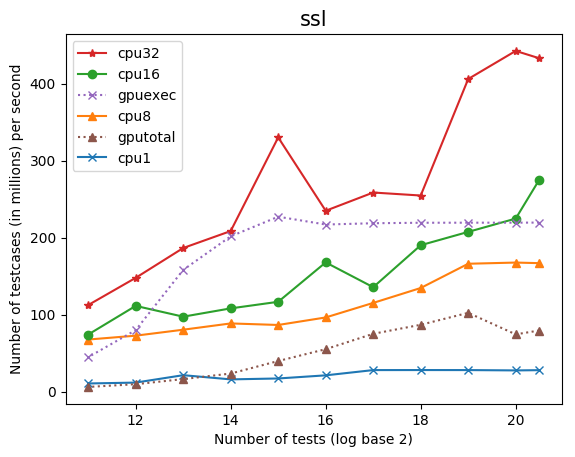 ssl
Number of testcases (in millions) per second
400
300
200
100
0
cpu32
cpu16
gpuexec
cpu8
gputotal
cpu1
12 14 16 18 20
Number of tests (log base 2)